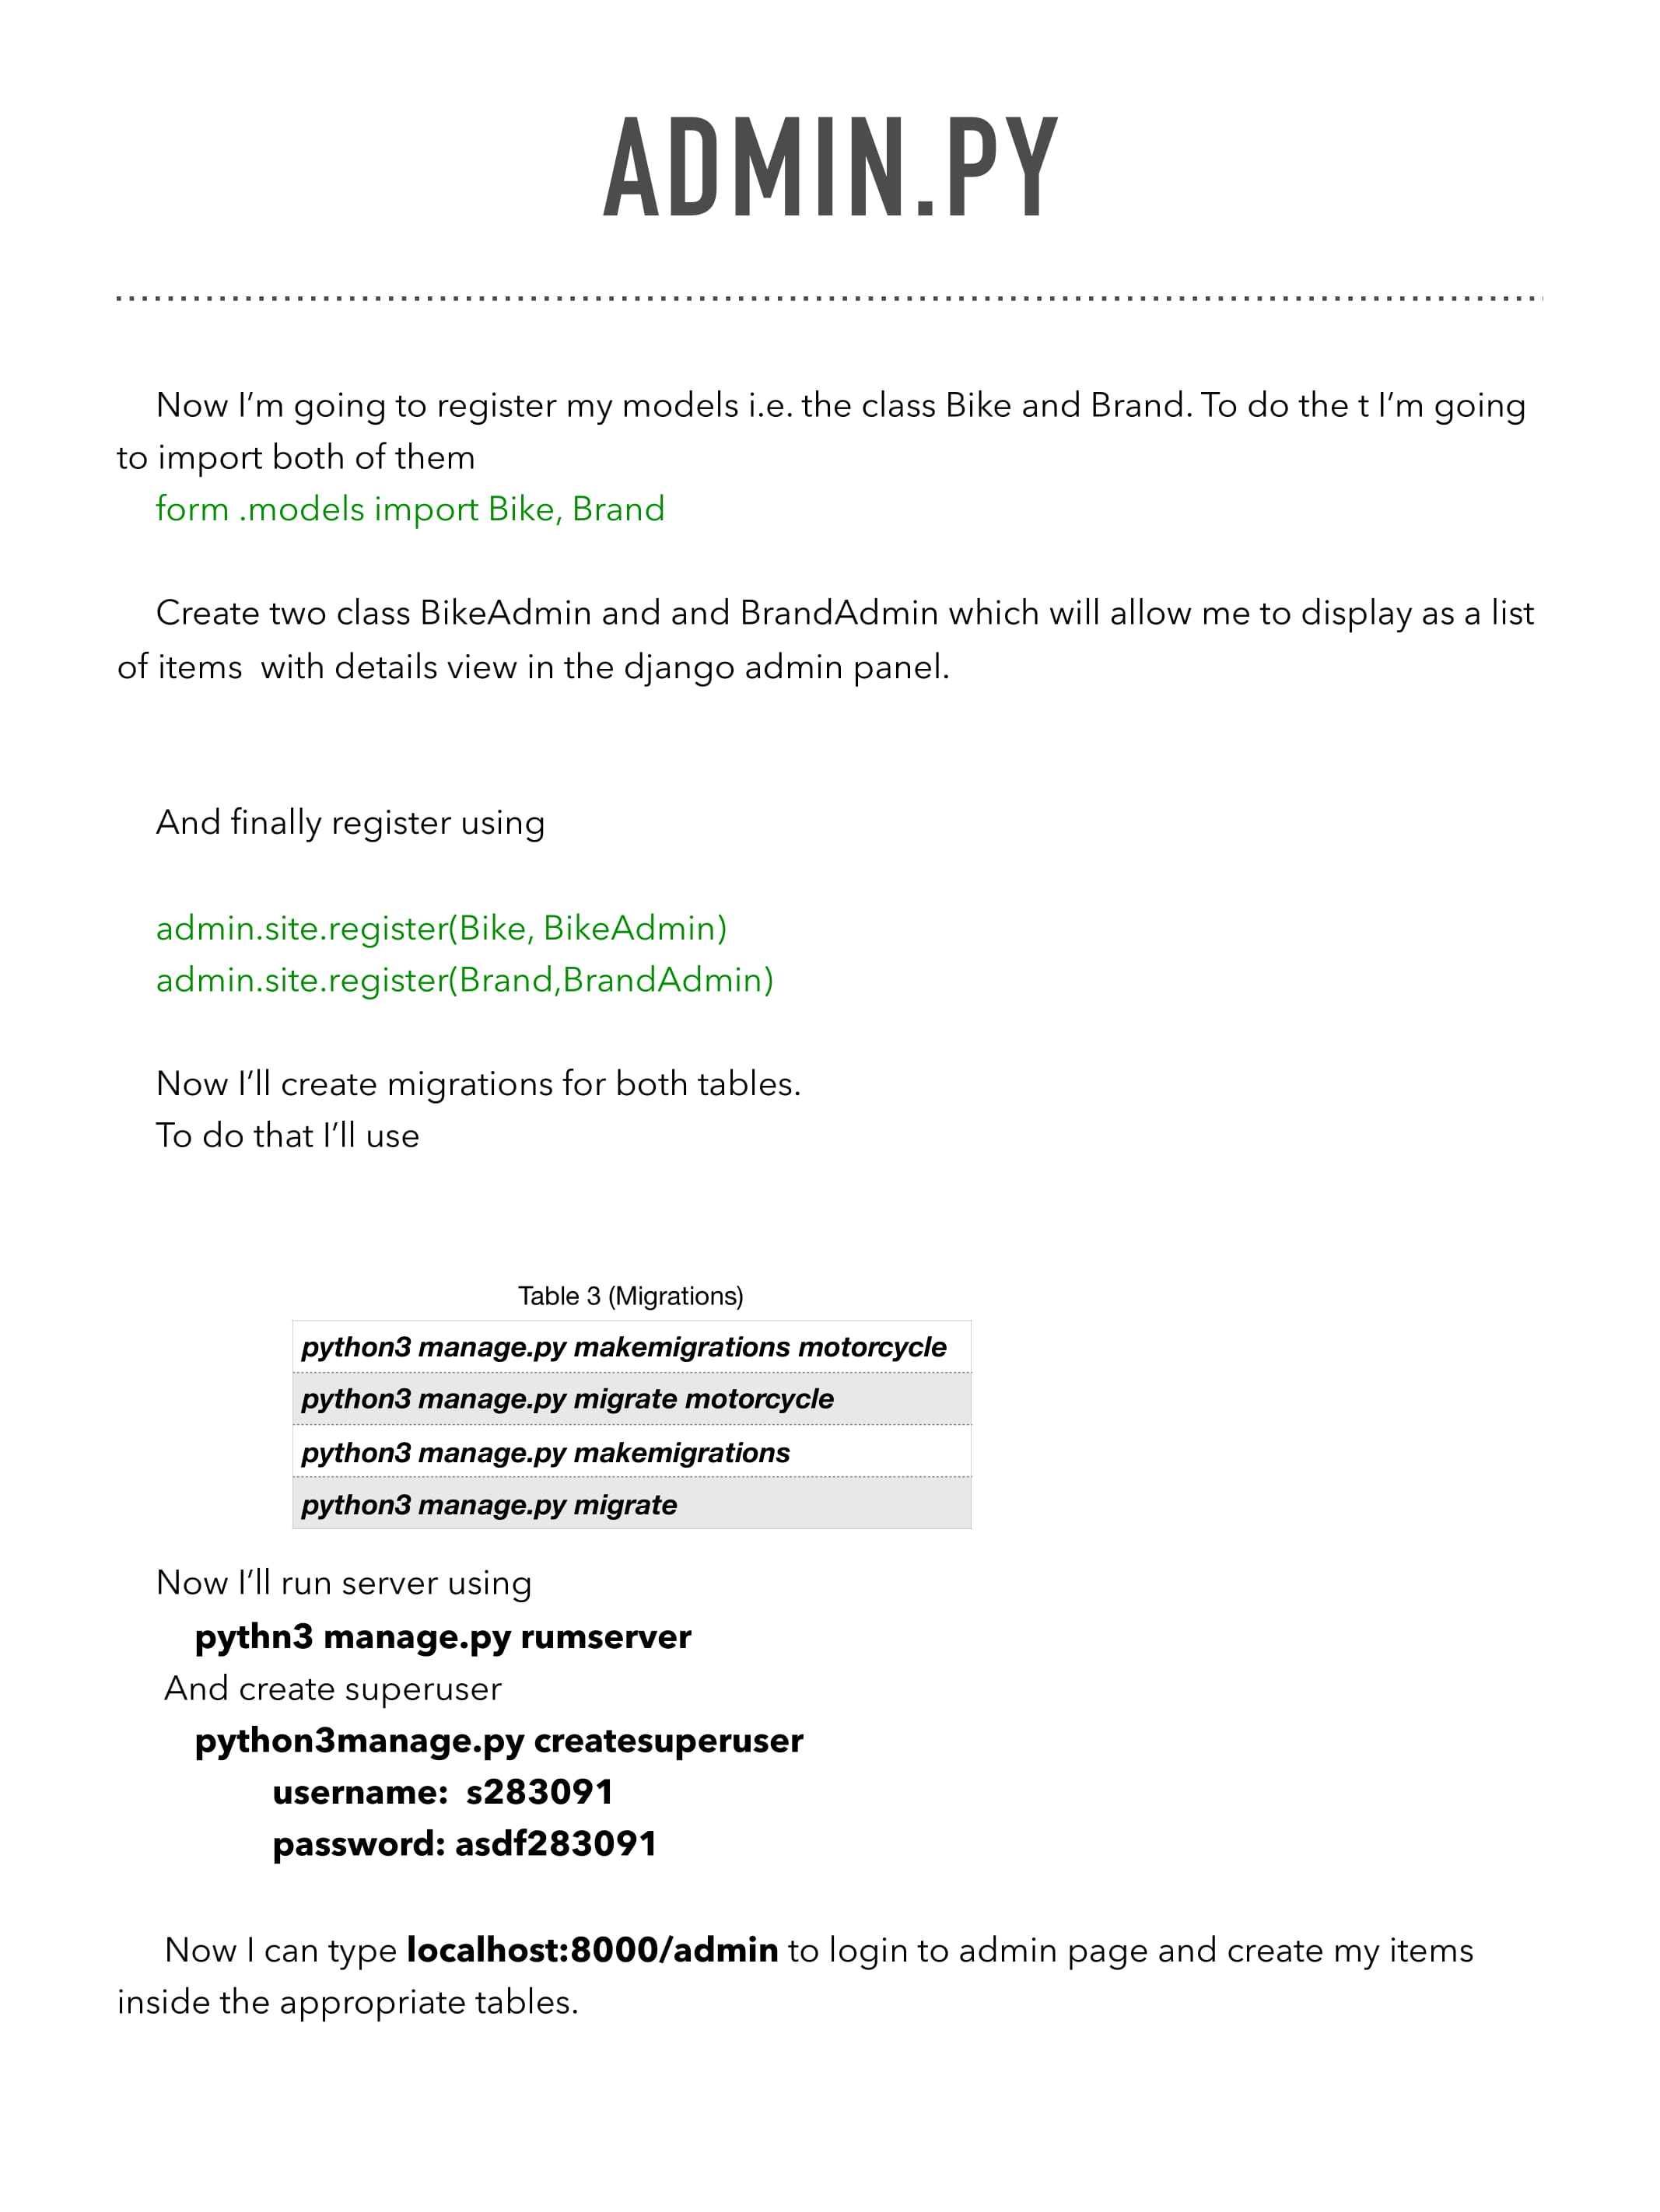 ADMIN.PY
Now I’m going to register my models i.e. the class Bike and Brand. To do the t I’m going
to import both of them
form .models import Bike, Brand
Create two class BikeAdmin and and BrandAdmin which will allow me to display as a list
of items  with details view in the django admin panel.
And finally register using
admin.site.register(Bike, BikeAdmin)
admin.site.register(Brand,BrandAdmin)
Now I’ll create migrations for both tables.
To do that I’ll use
Table 3 (Migrations)
python3 manage.py makemigrations motorcycle
python3 manage.py migrate motorcycle
python3 manage.py makemigrations
python3 manage.py migrate
Now I’ll run server using
pythn3 manage.py rumserver
And create superuser
python3manage.py createsuperuser
username:  s283091
password: asdf283091
Now I can type localhost:8000/admin to login to admin page and create my items
inside the appropriate tables.